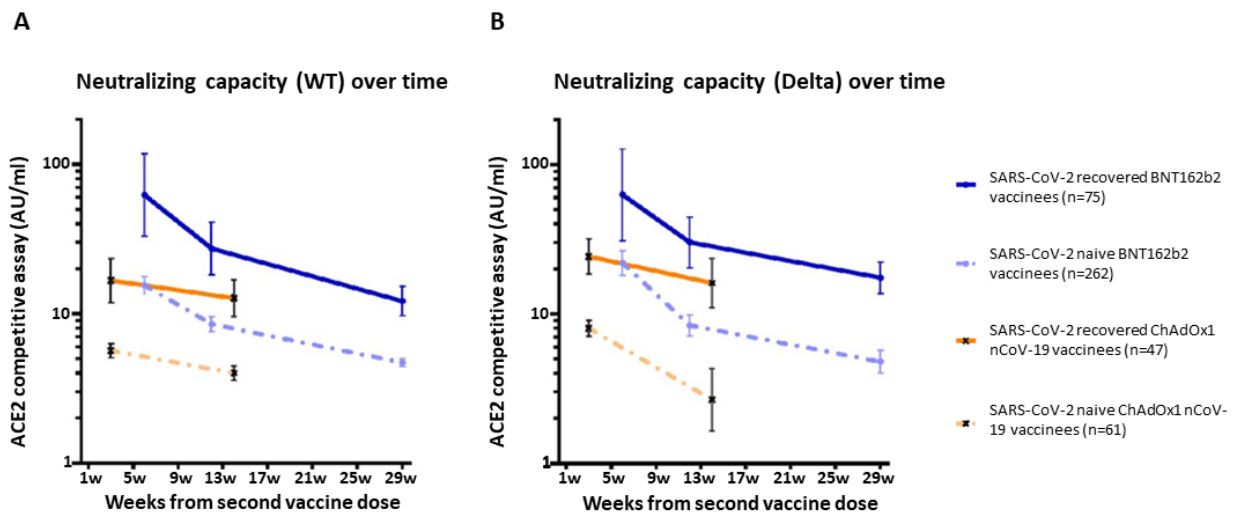 A
Neutralizing capacity (WT) over time
ACE2 competitive assay (AU/ml)
100
10
1
1w 5w 9w 13w 17w 21w 25w 29w
Weeks from second vaccine dose
B
Neutralizing capacity (Delta) over time
ACE2 competitive assay (AU/ml)
100
10
1
1w 5w 9w 13w 17w 21w 25w 29w
Weeks from second vaccine dose
SARS-CoV-2 recovered BNT162b2
vaccinees (n=75)
SARS-CoV-2 naive BNT162b2
vaccinees (n=262)
SARS-CoV-2 recovered ChAdOx1
nCoV-19 vaccinees (n=47)
SARS-CoV-2 naive ChAdOx1 nCoV-
19 vaccinees (n=61)